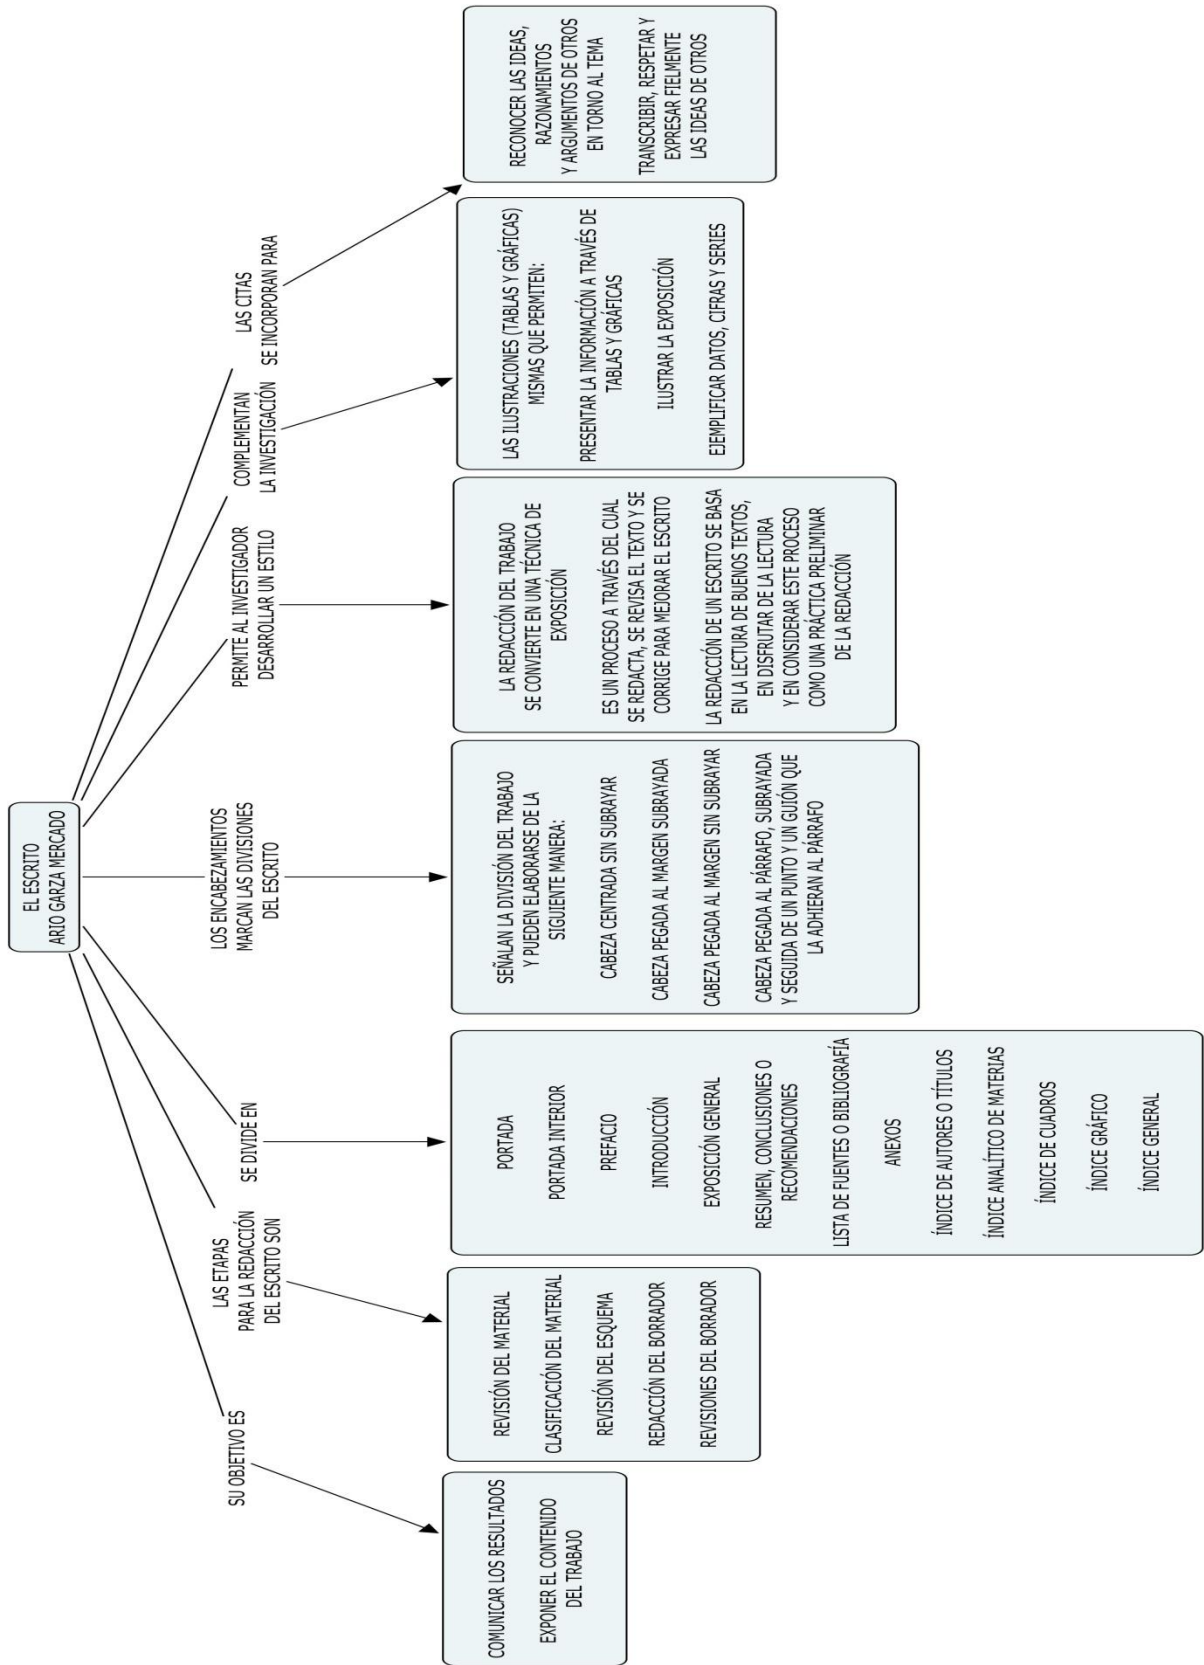 EL ESCRITO
ARIO GARZA MERCADO
SU OBJETIVO ES
COMUNICAR LOS RESULTADOS
EXPONER EL CONTENIDO
DEL TRABAJO
LAS ETAPAS
PARA LA REDACCIÓN
DEL ESCRITO SON
REVISIÓN DEL MATERIAL
CLASIFICACIÓN DEL MATERIAL
REVISIÓN DEL ESQUEMA
REDACCIÓN DEL BORRADOR
REVISIONES DEL BORRADOR
SE DIVIDE EN
PORTADA
PORTADA INTERIOR
PREFACIO
INTRODUCCIÓN
EXPOSICIÓN GENERAL
RESUMEN, CONCLUSIONES O
RECOMENDACIONES
LISTA DE FUENTES O BIBLIOGRAFÍA
ANEXOS
ÍNDICE DE AUTORES O TÍTULOS
ÍNDICE ANALÍTICO DE MATERIAS
ÍNDICE DE CUADROS
ÍNDICE GRÁFICO
ÍNDICE GENERAL
LOS ENCABEZAMIENTOS
MARCAN LAS DIVISIONES
DEL ESCRITO
SEÑALAN LA DIVISIÓN DEL TRABAJO
Y PUEDEN ELABORARSE DE LA
SIGUIENTE MANERA:
CABEZA CENTRADA SIN SUBRAYAR
CABEZA PEGADA AL MARGEN SUBRAYADA
CABEZA PEGADA AL MARGEN SIN SUBRAYAR
CABEZA PEGADA AL PÁRRAFO, SUBRAYADA
Y SEGUIDA DE UN PUNTO Y UN GUIÓN QUE
LA ADHIERAN AL PÁRRAFO
PERMITE AL INVESTIGADOR
DESARROLLAR UN ESTILO
LA REDACCIÓN DEL TRABAJO
SE CONVIERTE EN UNA TÉCNICA DE
EXPOSICIÓN
ES UN PROCESO A TRAVÉS DEL CUAL
SE REDACTA, SE REVISA EL TEXTO Y SE
CORRIGE PARA MEJORAR EL ESCRITO
LA REDACCIÓN DE UN ESCRITO SE BASA
EN LA LECTURA DE BUENOS TEXTOS,
EN DISFRUTAR DE LA LECTURA
Y EN CONSIDERAR ESTE PROCESO
COMO UNA PRÁCTICA PRELIMINAR
DE LA REDACCIÓN
COMPLEMENTAN
LA INVESTIGACIÓN
LAS ILUSTRACIONES (TABLAS Y GRÁFICAS)
MISMAS QUE PERMITEN:
PRESENTAR LA INFORMACIÓN A TRAVÉS DE
TABLAS Y GRÁFICAS
ILUSTRAR LA EXPOSICIÓN
EJEMPLIFICAR DATOS, CIFRAS Y SERIES
LAS CITAS
SE INCORPORAN PARA
RECONOCER LAS IDEAS,
RAZONAMIENTOS
Y ARGUMENTOS DE OTROS
EN TORNO AL TEMA
TRANSCRIBIR, RESPETAR Y
EXPRESAR FIELMENTE
LAS IDEAS DE OTROS